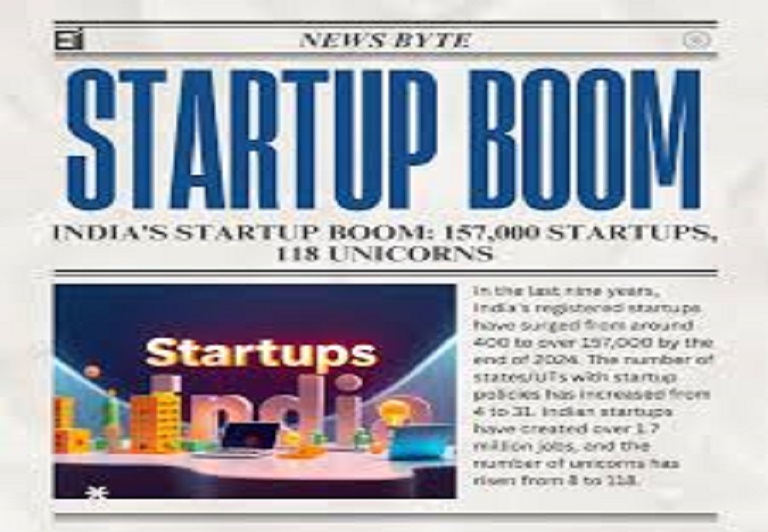 Ei
NEWS BYTE
STARTUP BOOM
INDIA'S STARTUP BOOM: 157,000 STARTUPS,
118 UNICORNS
Startups
India
In the last nine years,
India's registered startups
have surged from around
400 to over 157,000 by the
end of 2024. The number of
states/UTs with startup
policies has increased from
4 to 31. Indian startups
have created over 1.7
million jobs, and the
number of unicorns has
risen from 8 to 118.